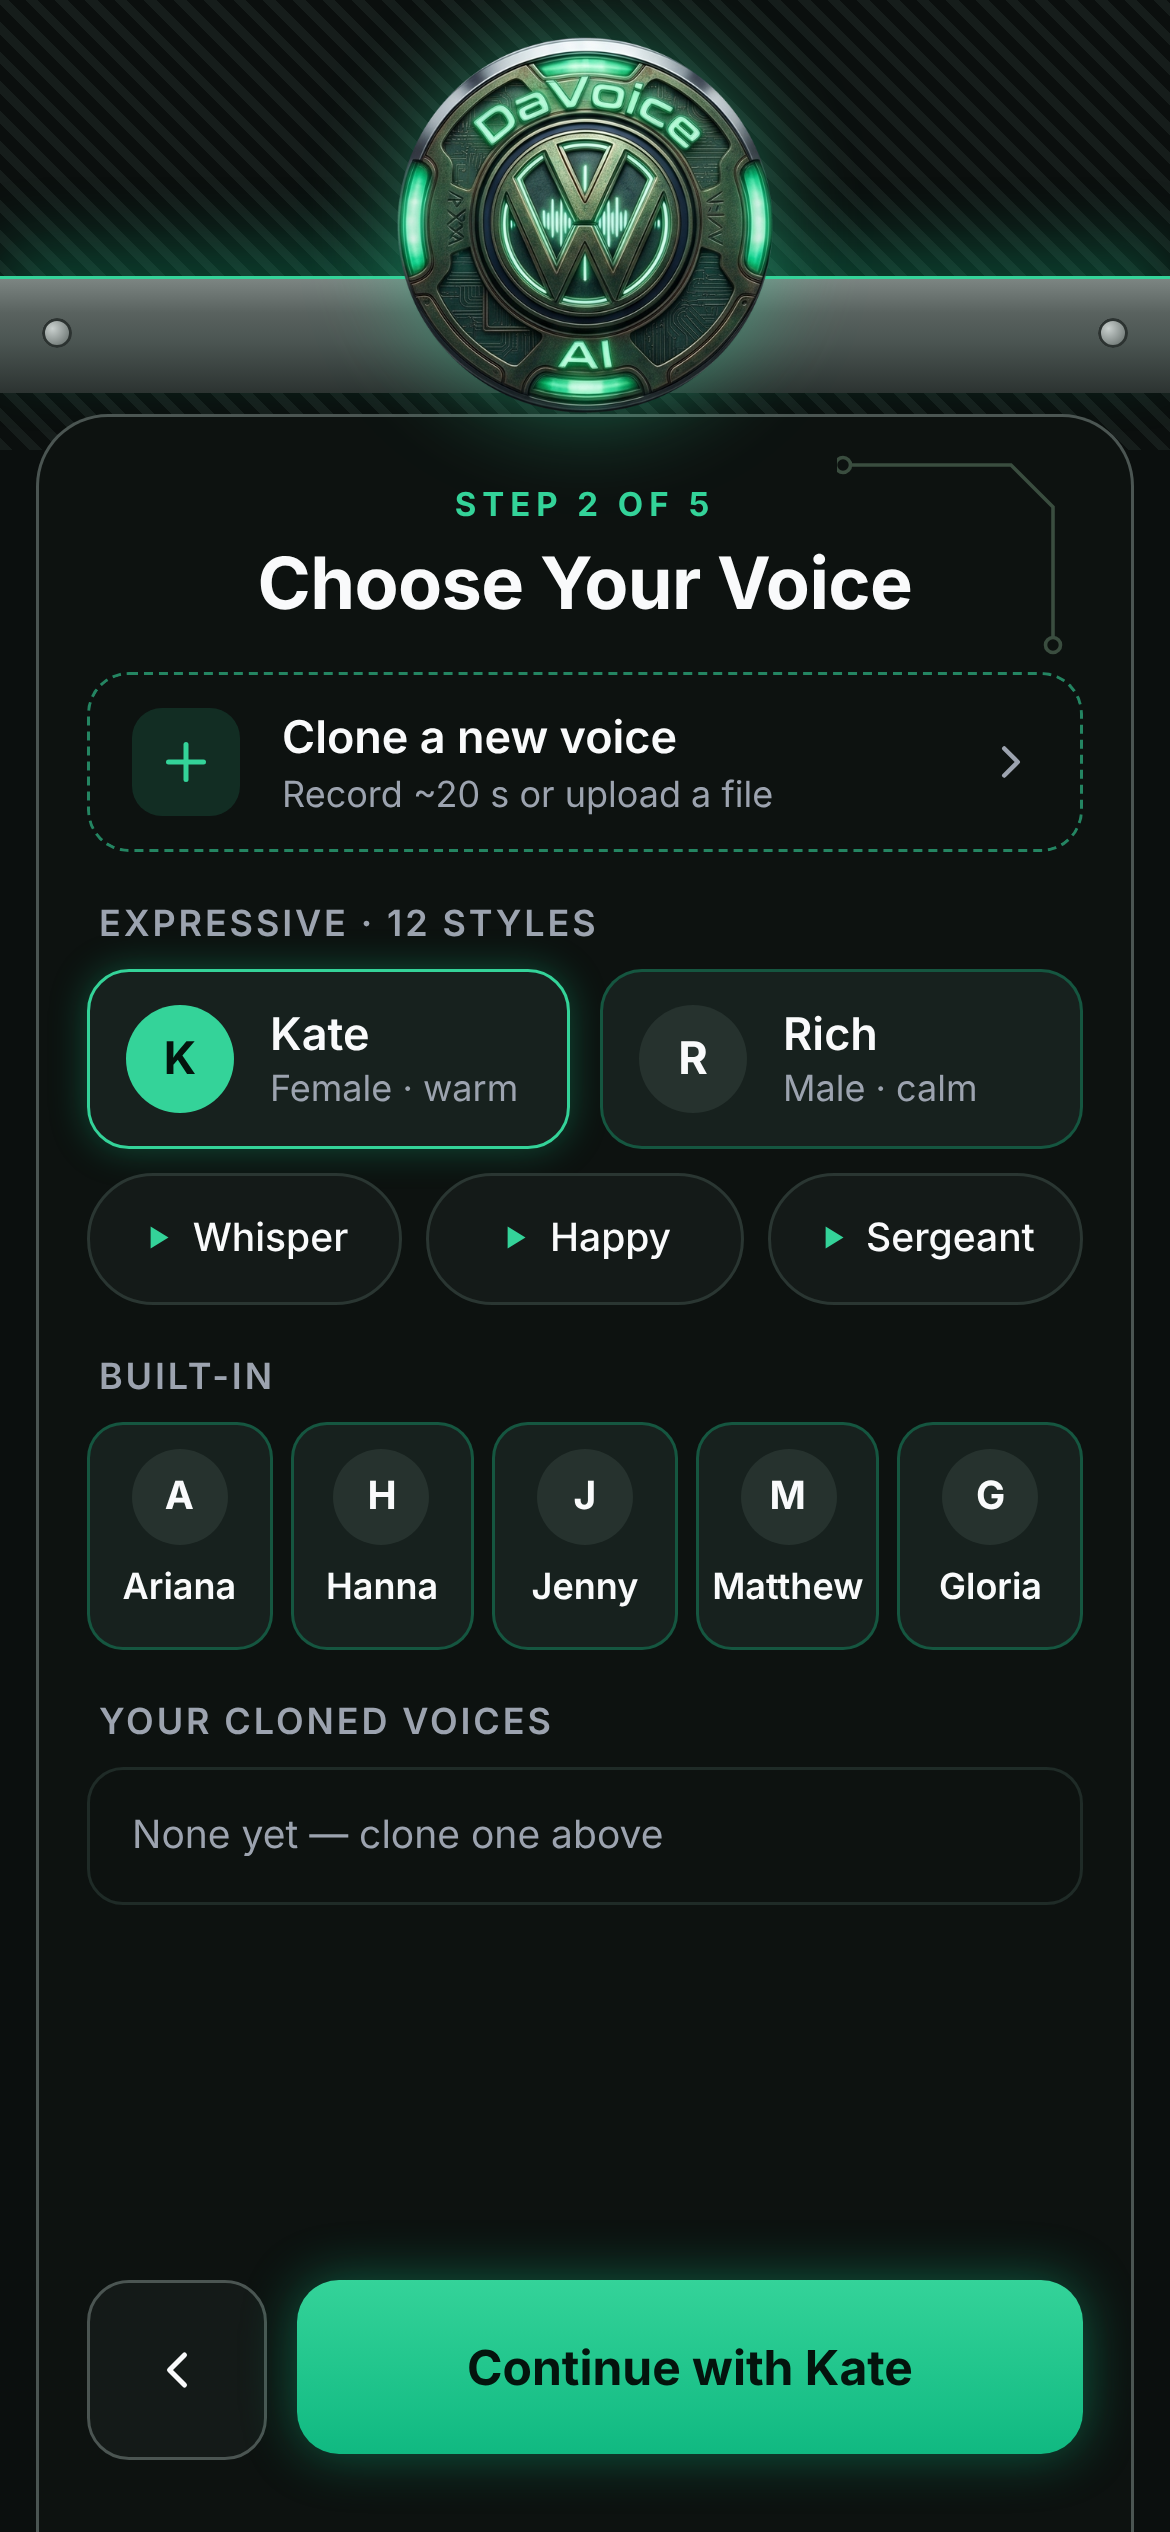 DaVoice
AI
STEP 2 OF 5
Choose Your Voice
Clone a new voice
Record ~20 s or upload a file
EXPRESSIVE · 12 STYLES
K
Kate
Female · warm
R
Rich
Male · calm
Whisper
Happy
Sergeant
BUILT-IN
A
H
J
M
G
Ariana
Hanna
Jenny
Matthew
Gloria
YOUR CLONED VOICES
None yet — clone one above
Continue with Kate